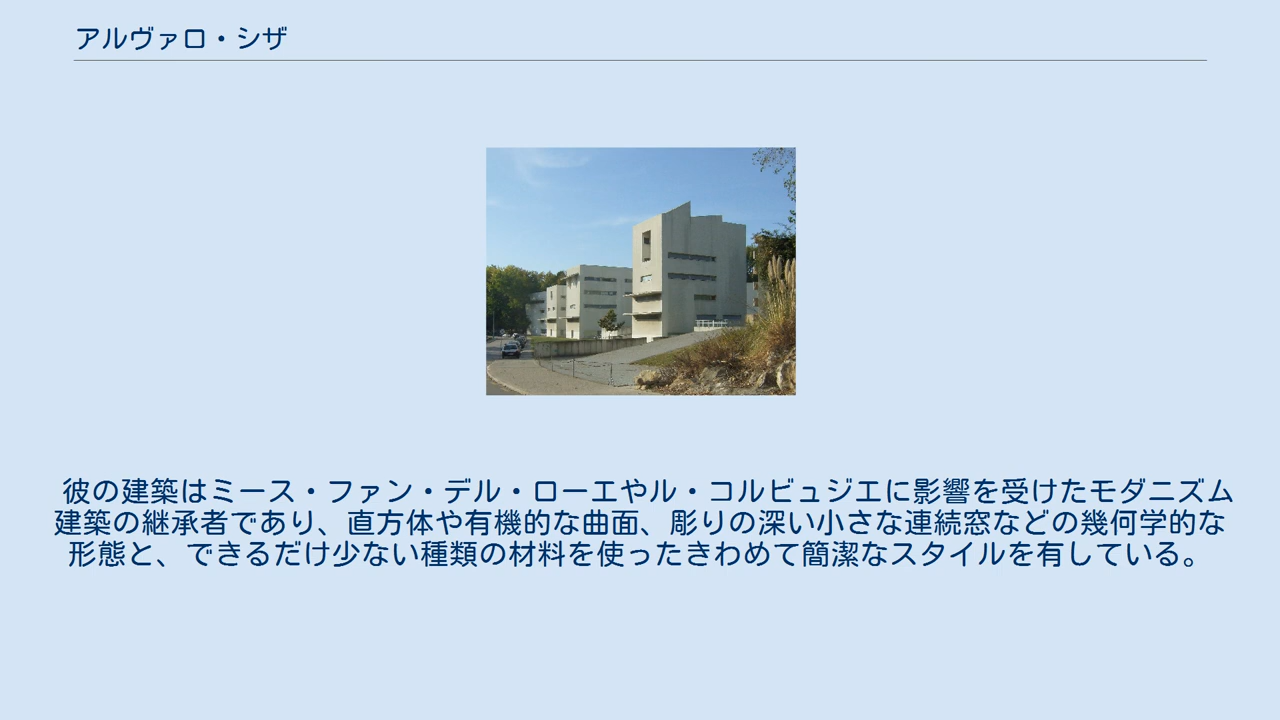 アルヴァロ・シザ
彼の建築はミース・ファン・デル・ローエやル・コルビュジエに影響を受けたモダニズム
建築の継承者であり、直方体や有機的な曲面、彫りの深い小さな連続窓などの幾何学的な
形態と、できるだけ少ない種類の材料を使ったきわめて簡潔なスタイルを有している。